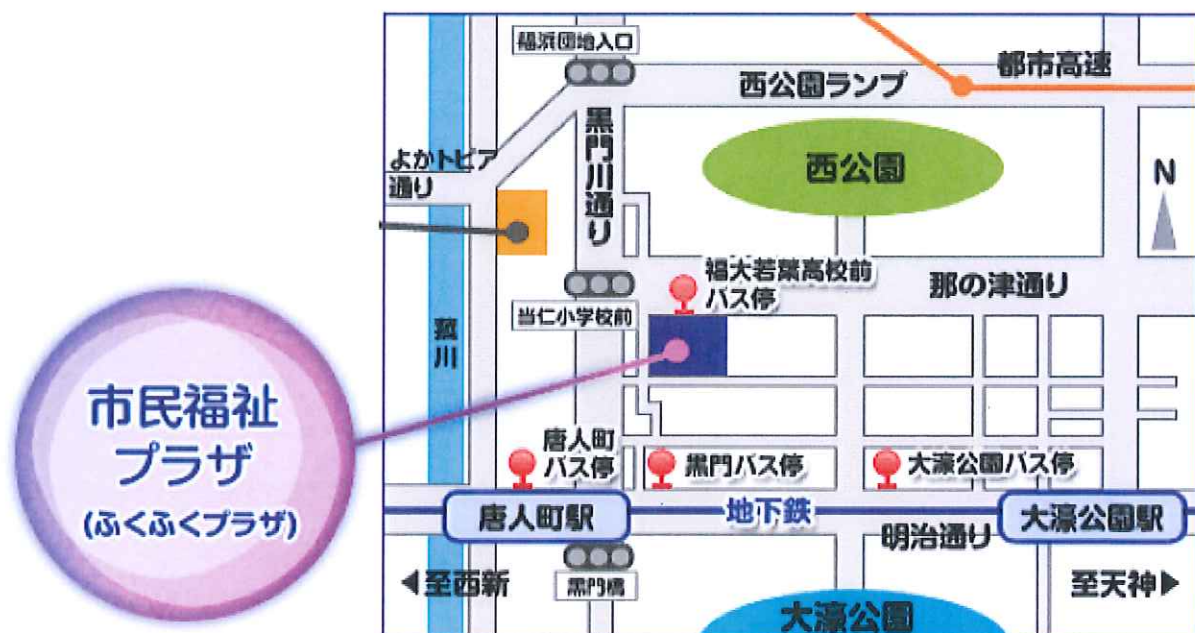 福浜団地入口
都市高速
西公園ランプ
黒門川通り
よかトピア
通り
西公園
N
福大若葉高校前
バス停
那の津通り
当仁小学校前
菰川
市民福祉
プラザ
(ふくふくプラザ)
唐人町
バス停
黒門バス停
大濠公園バス停
唐人町駅
地下鉄
大濠公園駅
明治通り
◀至西新
黒門橋
至天神▶
大濠公園